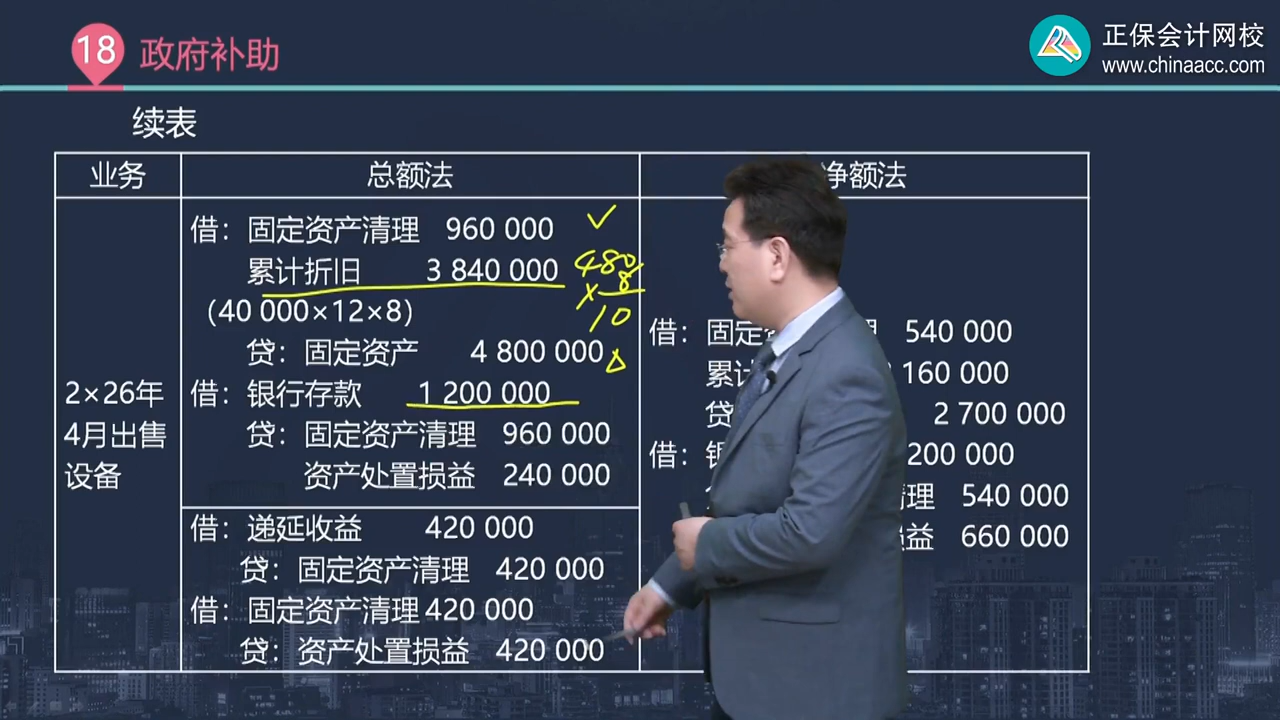 18 政府补助
正保会计网校
www.chinaacc.com
续表
业务 总额法 净额法
2×26年
4月出售
设备
借：固定资产清理 960 000
累计折旧 3 840 000
（40 000×12×8）
贷：固定资产 4 800 000
借：银行存款 1 200 000
贷：固定资产清理 960 000
资产处置损益 240 000
借：递延收益 420 000
贷：固定资产清理 420 000
借：固定资产清理 420 000
贷：资产处置损益 420 000
480
× 8
10
借：固定 理 540 000
累计 160 000
贷 2 700 000
借：银 200 000
清理 540 000
损益 660 000